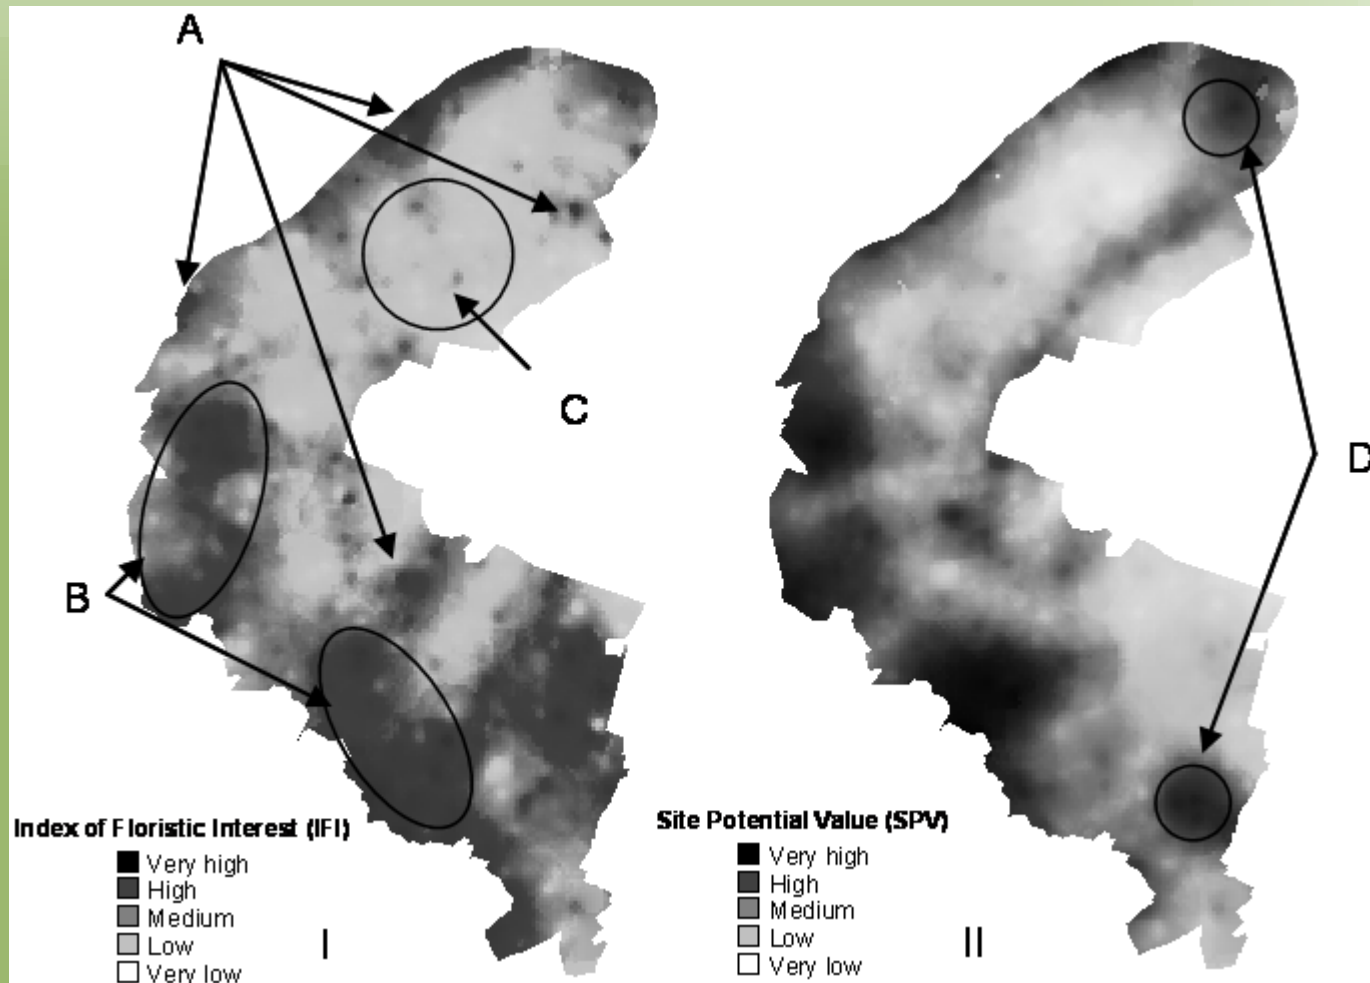 A
C
B
D
Index of Floristic Interest (IFI)
Very high
High
Medium
Low
Very low
I
Site Potential Value (SPV)
Very high
High
Medium
Low
Very low
II